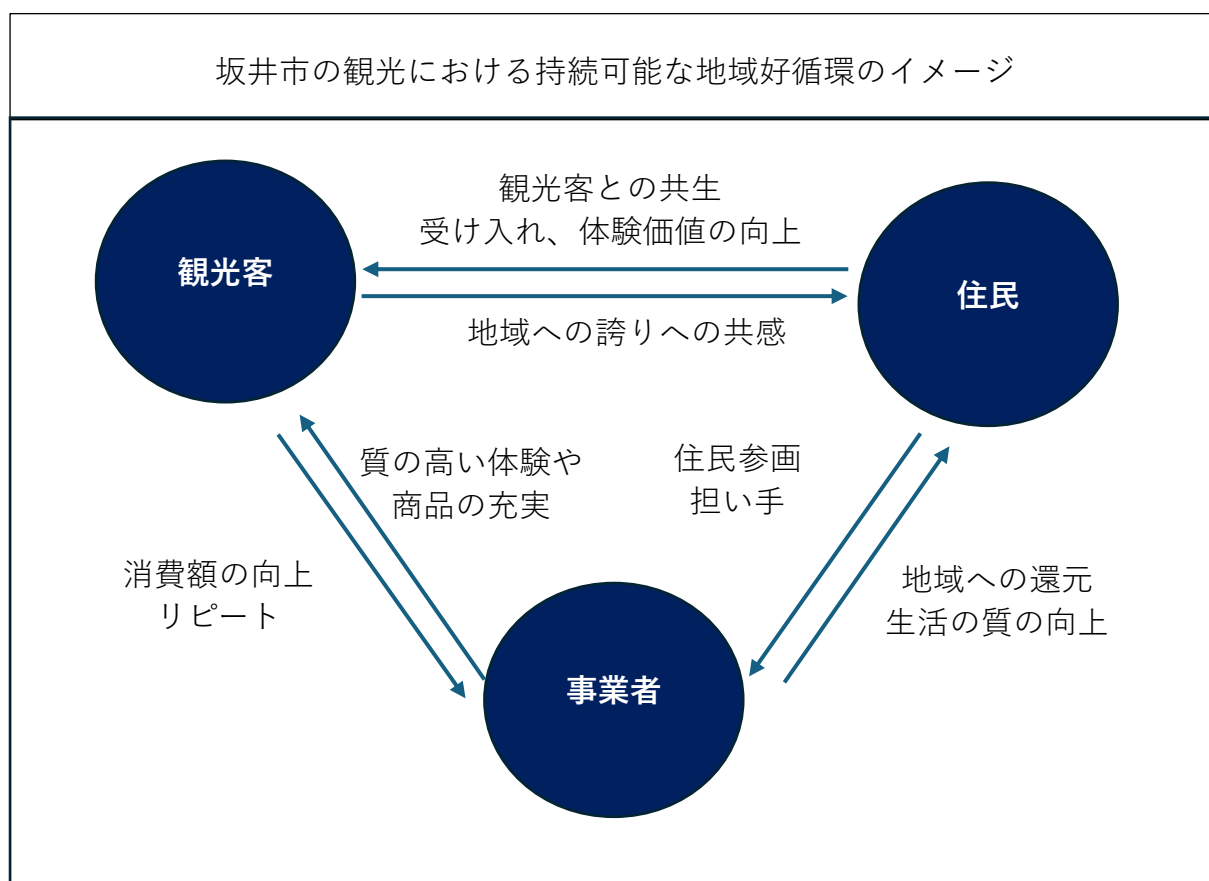 坂井市の観光における持続可能な地域好循環のイメージ
観光客との共生
受け入れ、体験価値の向上
観光客
住民
地域への誇りへの共感
質の高い体験や
商品の充実
住民参画
担い手
消費額の向上
リピート
地域への還元
生活の質の向上
事業者